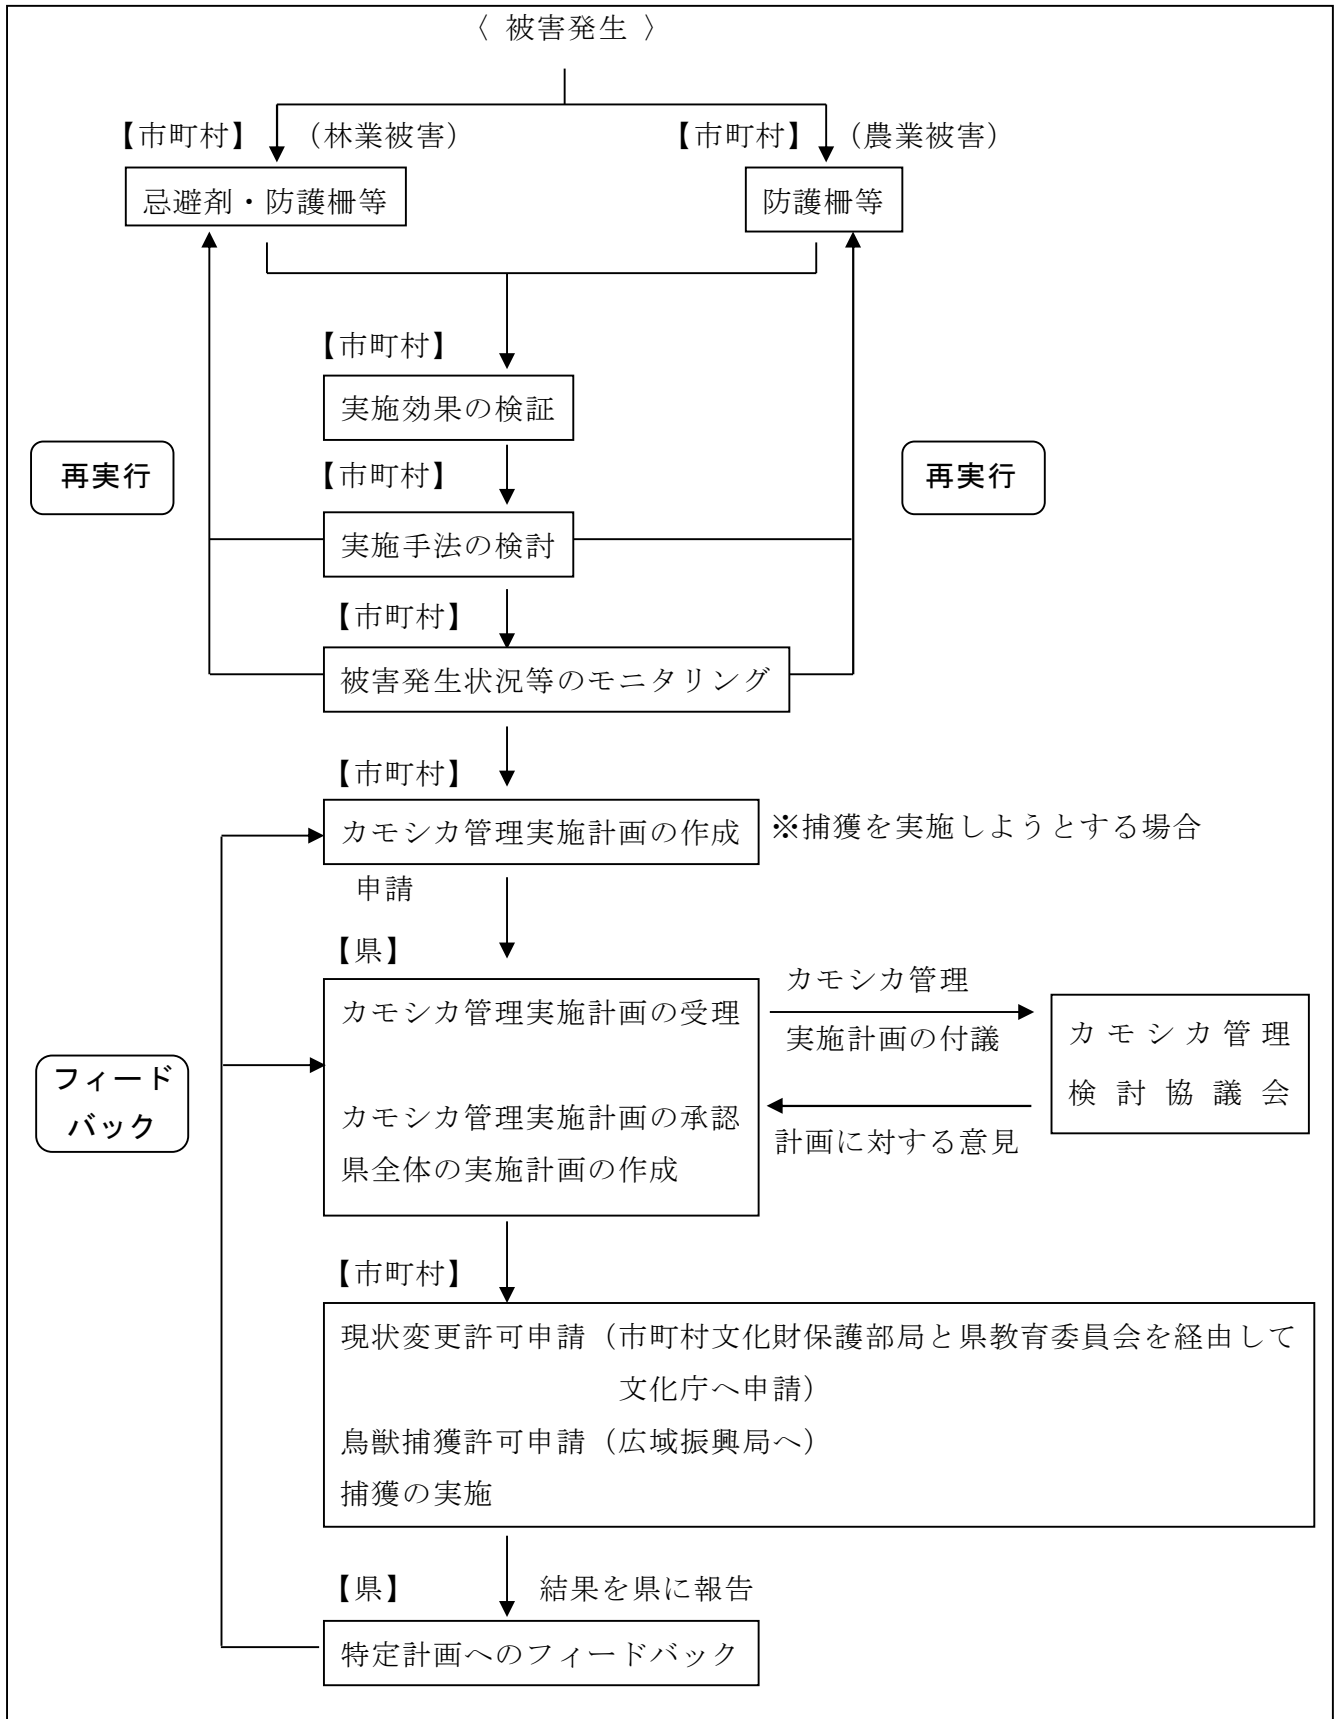 〈 被害発生 〉
【市町村】 （林業被害）
【市町村】 （農業被害）
忌避剤・防護柵等
防護柵等
【市町村】
実施効果の検証
再実行
【市町村】
再実行
実施手法の検討
【市町村】
被害発生状況等のモニタリング
【市町村】
カモシカ管理実施計画の作成
※捕獲を実施しようとする場合
申請
【県】
カモシカ管理実施計画の受理
カモシカ管理実施計画の承認
県全体の実施計画の作成
カモシカ管理
実施計画の付議
計画に対する意見
カモシカ管理
検討協議会
フィード
バック
【市町村】
現状変更許可申請（市町村文化財保護部局と県教育委員会を経由して
文化庁へ申請）
鳥獣捕獲許可申請（広域振興局へ）
捕獲の実施
【県】
結果を県に報告
特定計画へのフィードバック